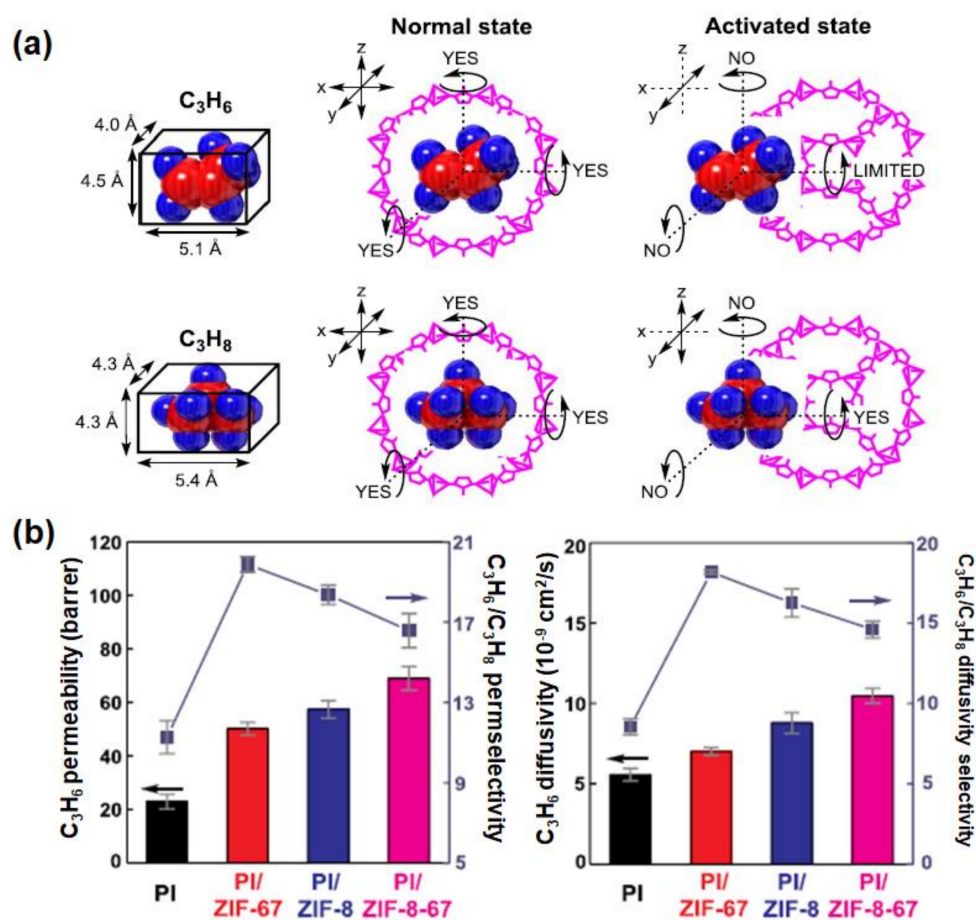 (a)
Normal state
Activated state
C₃H₆
4.0 Å
4.5 Å
5.1 Å
z
x
y
YES
YES
YES
z
x
y
NO
LIMITED
NO
C₃H₈
4.3 Å
4.3 Å
5.4 Å
z
x
y
YES
YES
YES
z
x
y
NO
YES
NO
(b)
C₃H₆ permeability (barrer)
120
100
80
60
40
20
0
21
17
13
9
5
C₃H₆/C₃H₈ permselectivity
PI
PI/ZIF-67
PI/ZIF-8
PI/ZIF-8-67
C₃H₆ diffusivity (10⁻⁹ cm²/s)
20
15
10
5
0
20
15
10
5
0
C₃H₆/C₃H₈ diffusivity selectivity
PI
PI/ZIF-67
PI/ZIF-8
PI/ZIF-8-67